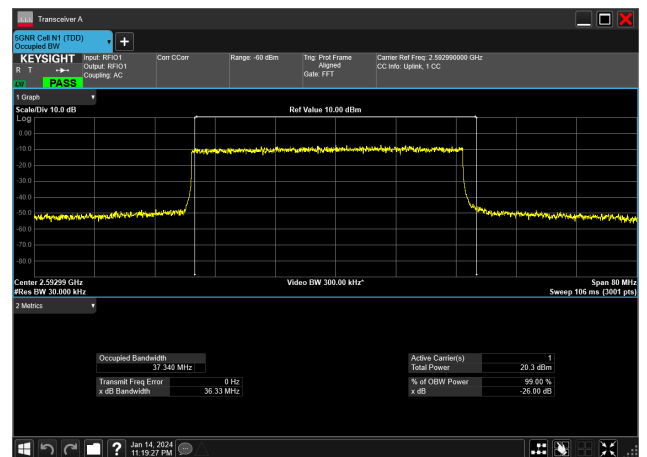 Transceiver A
5GNR Cell N1 (TDD)
Occupied BW
KEYSIGHT
R T
PASS
Input: RFIO1
Output: RFIO1
Coupling: AC
Corr CCorr
Range: -60 dBm
Trig: Prot Frame
Aligned
Gate: FFT
Carrier Ref Freq: 2.592990000 GHz
CC Info: Uplink, 1 CC
1 Graph
Scale/Div 10.0 dB
Ref Value 10.00 dBm
Log
0.00
-10.0
-20.0
-30.0
-40.0
-50.0
-60.0
-70.0
-80.0
Center 2.59299 GHz
Video BW 300.00 kHz*
Span 80 MHz
#Res BW 30.000 kHz
Sweep 106 ms (3001 pts)
2 Metrics
Occupied Bandwidth
37.340 MHz
Transmit Freq Error 0 Hz
x dB Bandwidth 36.33 MHz
Active Carrier(s) 1
Total Power 20.3 dBm
% of OBW Power 99.00 %
x dB -26.00 dB
Jan 14, 2024
11:19:27 PM